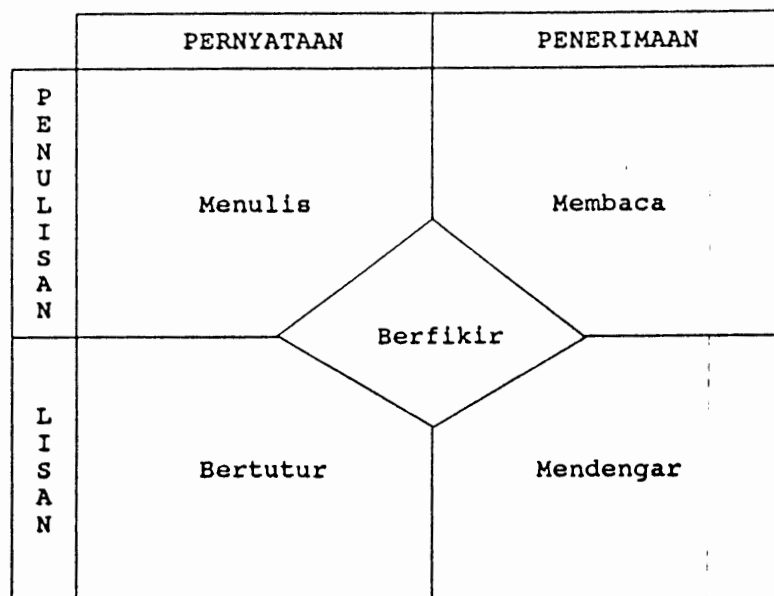 PERNYATAAN PENERIMAAN
PENULISAN
Menulis Membaca
Berfikir
LISAN
Bertutur Mendengar